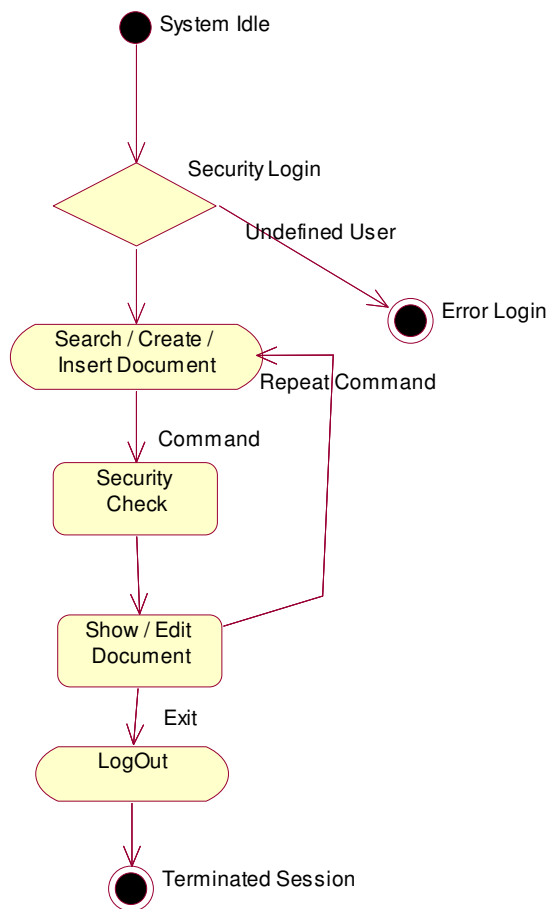 System Idle
Security Login
Undefined User
Error Login
Search / Create /
Insert Document
Repeat Command
Command
Security
Check
Show / Edit
Document
Exit
LogOut
Terminated Session